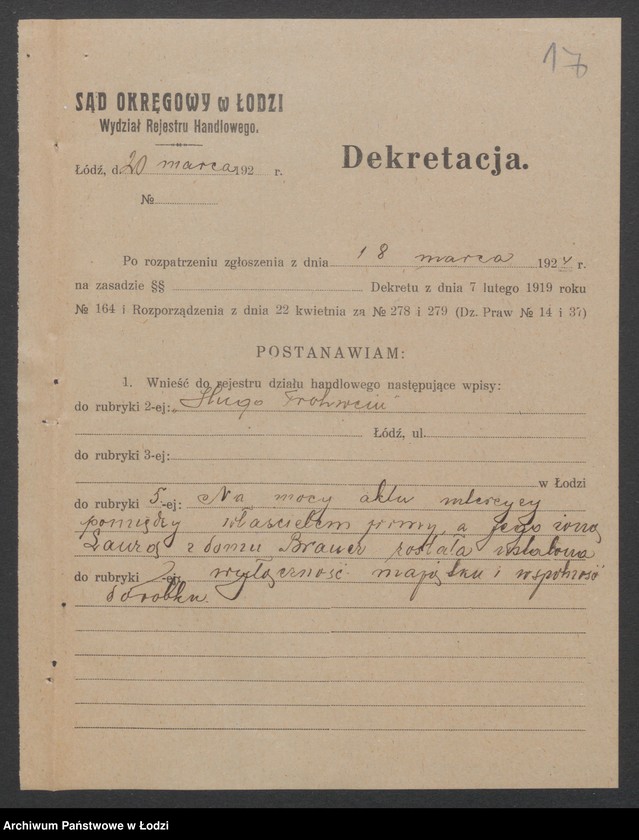 17
SĄD OKRĘGOWY w ŁODZI
Wydział Rejestru Handlowego.
Łódź, d. 20 marca 192 r.
Dekretacja.
№
Po rozpatrzeniu zgłoszenia z dnia 18 marca 1924 r.
na zasadzie §§ Dekretu z dnia 7 lutego 1919 roku
№ 164 i Rozporządzenia z dnia 22 kwietnia za № 278 i 279 (Dz. Praw № 14 i 37)
POSTANAWIAM:
1. Wnieść do rejestru działu handlowego następujące wpisy:
do rubryki 2-ej: „Hugo
Łódź, ul.
do rubryki 3-ej:
w Łodzi
do rubryki 5-ej: Na mocy aktu intercyzy
pomiędzy właścicielem firmy, a jego żoną
Laurą z domu Brauer została ustalona
do rubryki -ej: wyłączność majątku i wspólność
dorobku.
Archiwum Państwowe w Łodzi